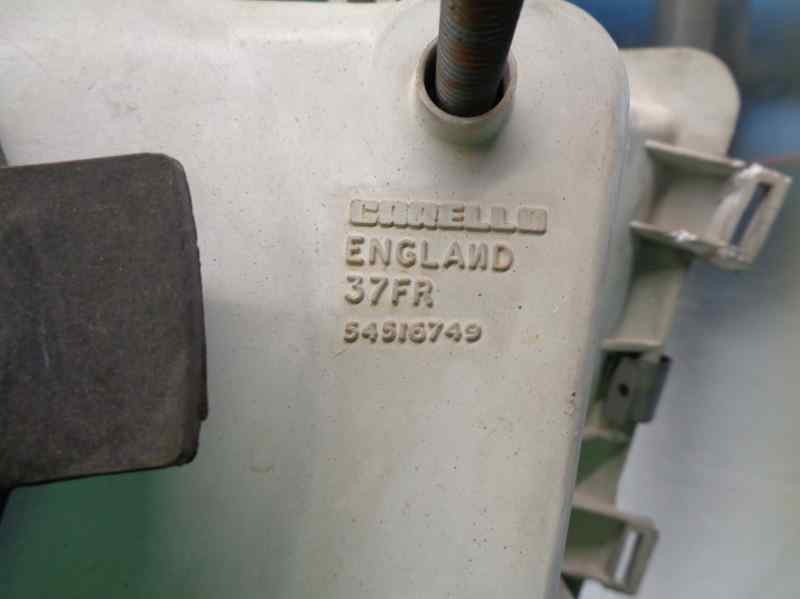 CARELLO
ENGLAND
37FR
54516749